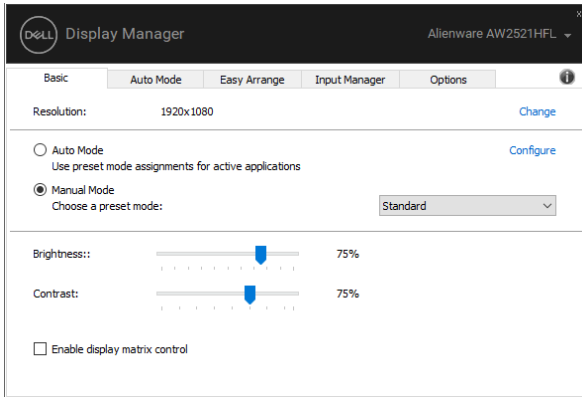 DELL Display Manager Alienware AW2521HFL
Basic Auto Mode Easy Arrange Input Manager Options
Resolution: 1920x1080 Change
Auto Mode Configure
Use preset mode assignments for active applications
Manual Mode
Choose a preset mode: Standard
Brightness:: 75%
Contrast: 75%
Enable display matrix control